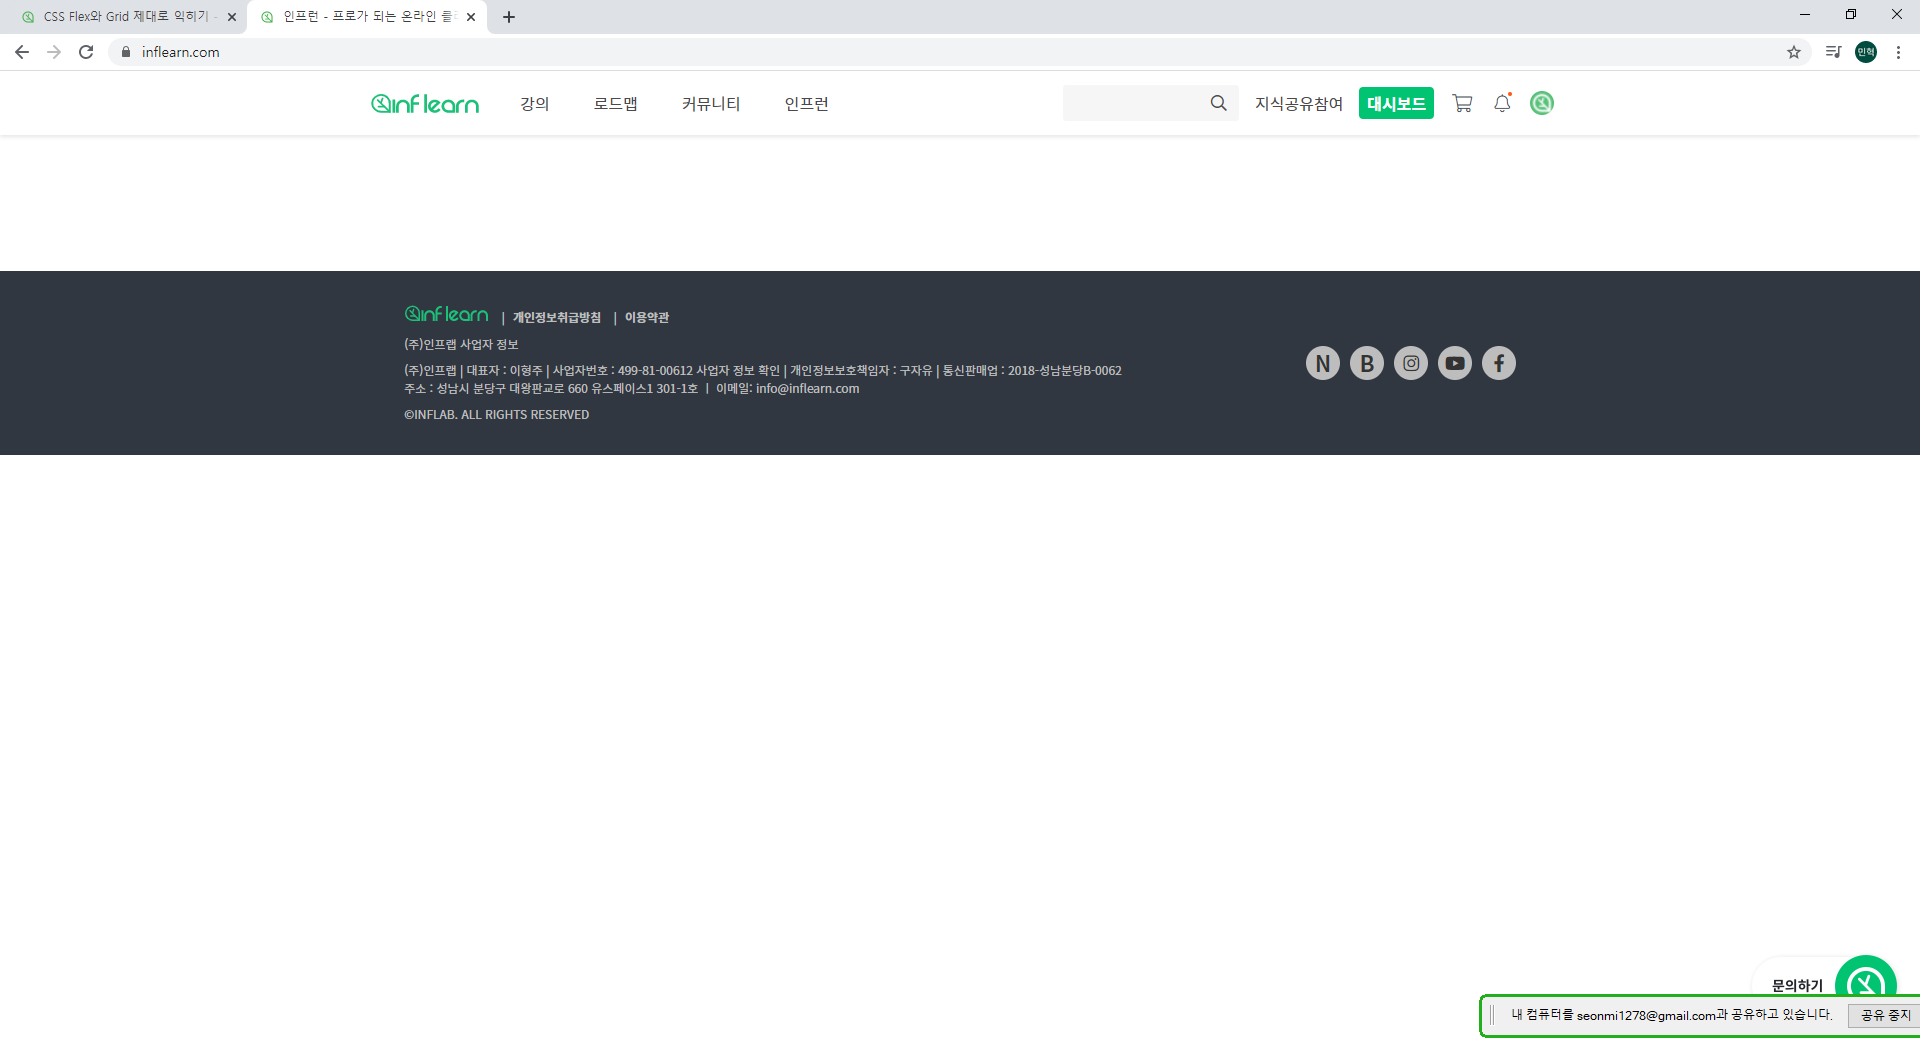 CSS Flex와 Grid 제대로 익히기 -
인프런 - 프로가 되는 온라인
inflearn.com
민혁
inflearn
강의
로드맵
커뮤니티
인프런
지식공유참여
대시보드
inflearn | 개인정보취급방침 | 이용약관
(주)인프랩 사업자 정보
(주)인프랩 | 대표자 : 이형주 | 사업자번호 : 499-81-00612 사업자 정보 확인 | 개인정보보호책임자 : 구자유 | 통신판매업 : 2018-성남분당B-0062
주소 : 성남시 분당구 대왕판교로 660 유스페이스1 301-1호 ㅣ 이메일: info@inflearn.com
©INFLAB. ALL RIGHTS RESERVED
N
B
문의하기
내 컴퓨터를 seonmi1278@gmail.com과 공유하고 있습니다.
공유 중지